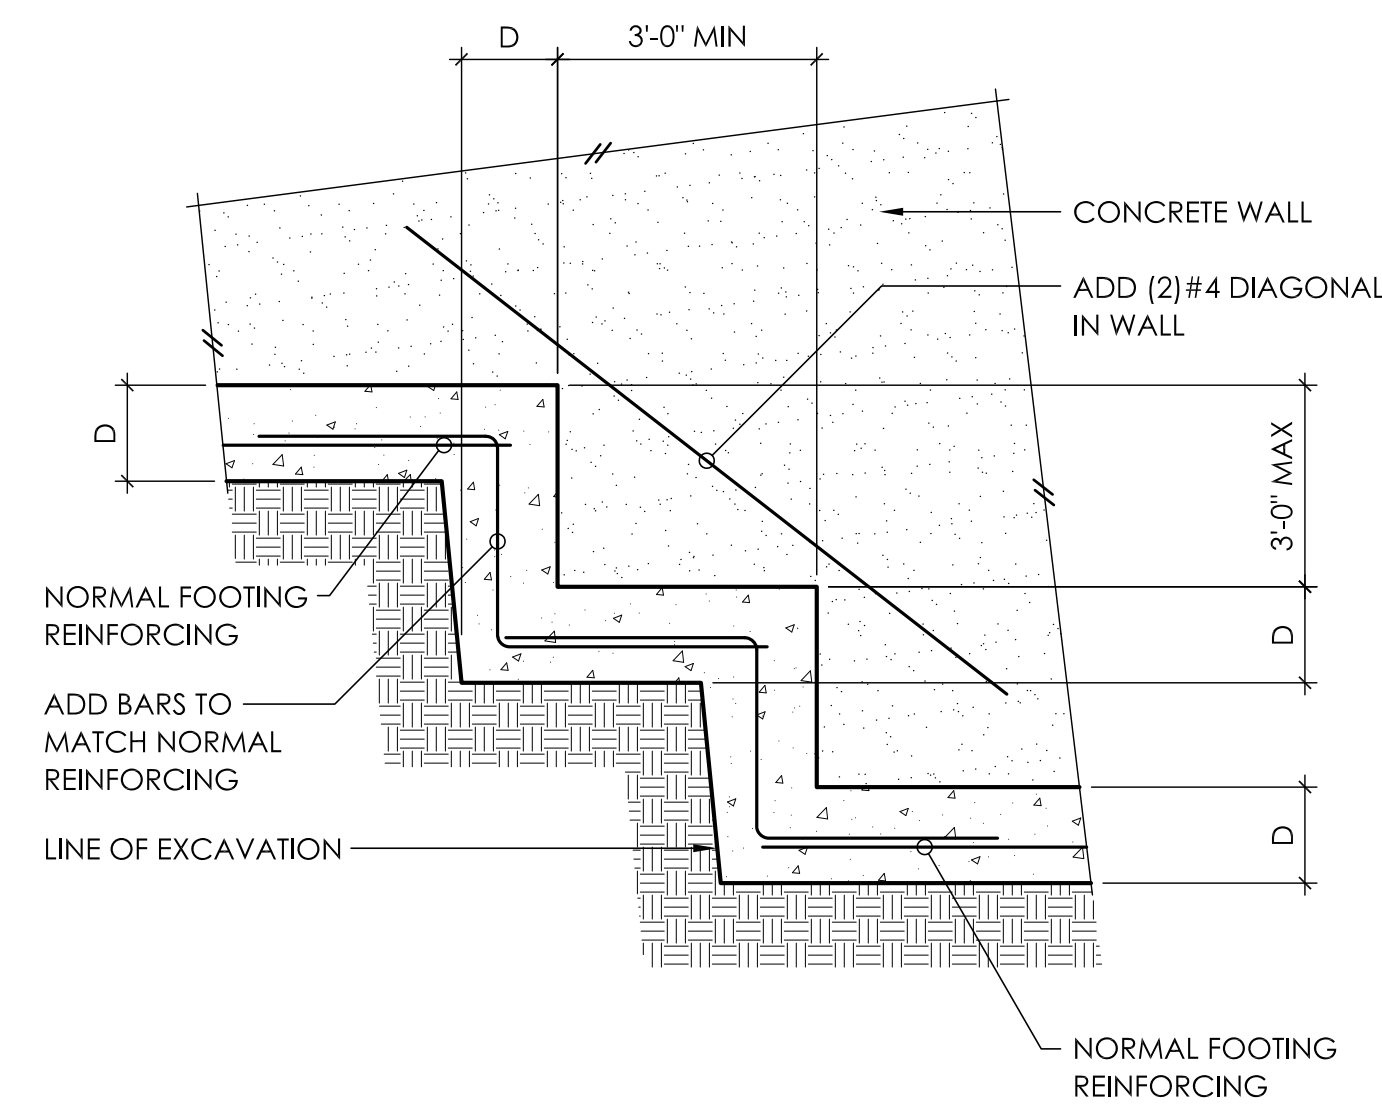 D
3'-0" MIN
CONCRETE WALL
ADD (2)#4 DIAGONAL
IN WALL
D
3'-0" MAX
NORMAL FOOTING
REINFORCING
D
ADD BARS TO
MATCH NORMAL
REINFORCING
LINE OF EXCAVATION
D
NORMAL FOOTING
REINFORCING